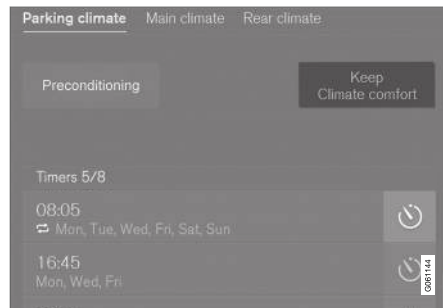 Parking climate Main climate Rear climate
Preconditioning
Keep
Climate comfort
Timers 5/8
08:05
Mon, Tue, Wed, Fri, Sat, Sun
16:45
Mon, Wed, Fri
G061144